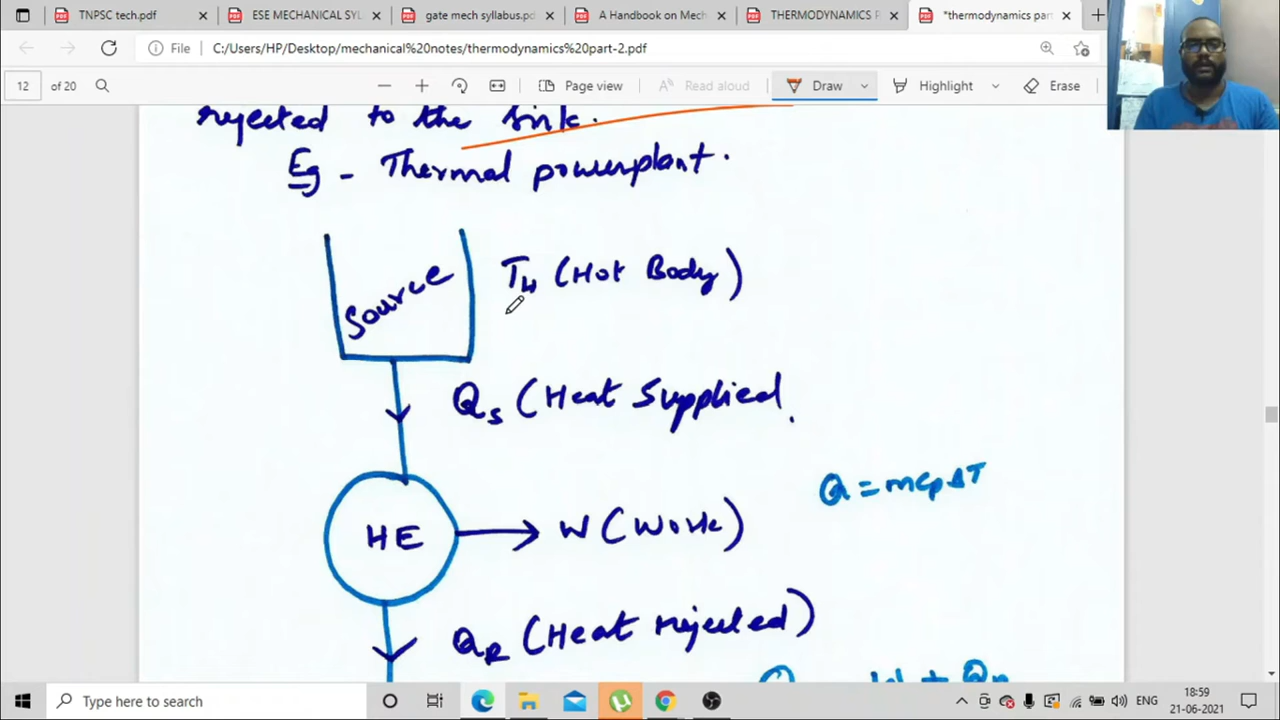 TNPSC tech.pdf
ESE MECHANICAL SYL
gate mech syllabus.pd
A Handbook on Mech
THERMODYNAMICS P
*thermodynamics par
File
C:/Users/HP/Desktop/mechanical%20notes/thermodynamics%20part-2.pdf
12 of 20
Page view
Read aloud
Draw
Highlight
Erase
rejected to the sink.
Eg - Thermal powerplant.
Source
TH (Hot Body)
Qs (Heat Supplied.
Q = mCpΔT
HE
W (Work)
QR (Heat rejected)
Type here to search
ENG
18:59
21-06-2021